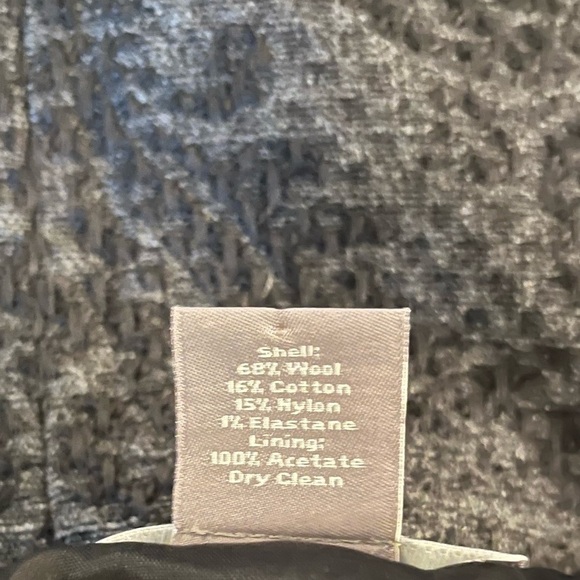 Shell:
68% Wool
16% Cotton
15% Nylon
1% Elastane
Lining:
100% Acetate
Dry Clean